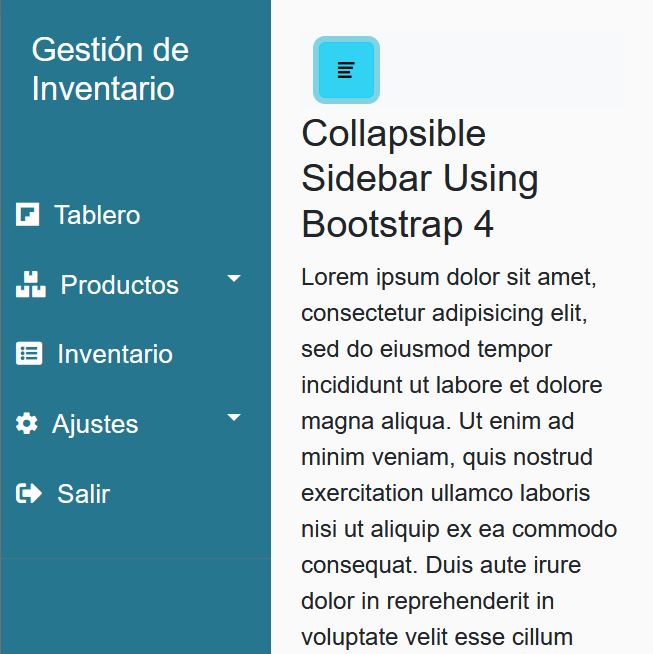 Gestión de
Inventario
Tablero
Productos
Inventario
Ajustes
Salir
Collapsible
Sidebar Using
Bootstrap 4
Lorem ipsum dolor sit amet,
consectetur adipisicing elit,
sed do eiusmod tempor
incididunt ut labore et dolore
magna aliqua. Ut enim ad
minim veniam, quis nostrud
exercitation ullamco laboris
nisi ut aliquip ex ea commodo
consequat. Duis aute irure
dolor in reprehenderit in
voluptate velit esse cillum